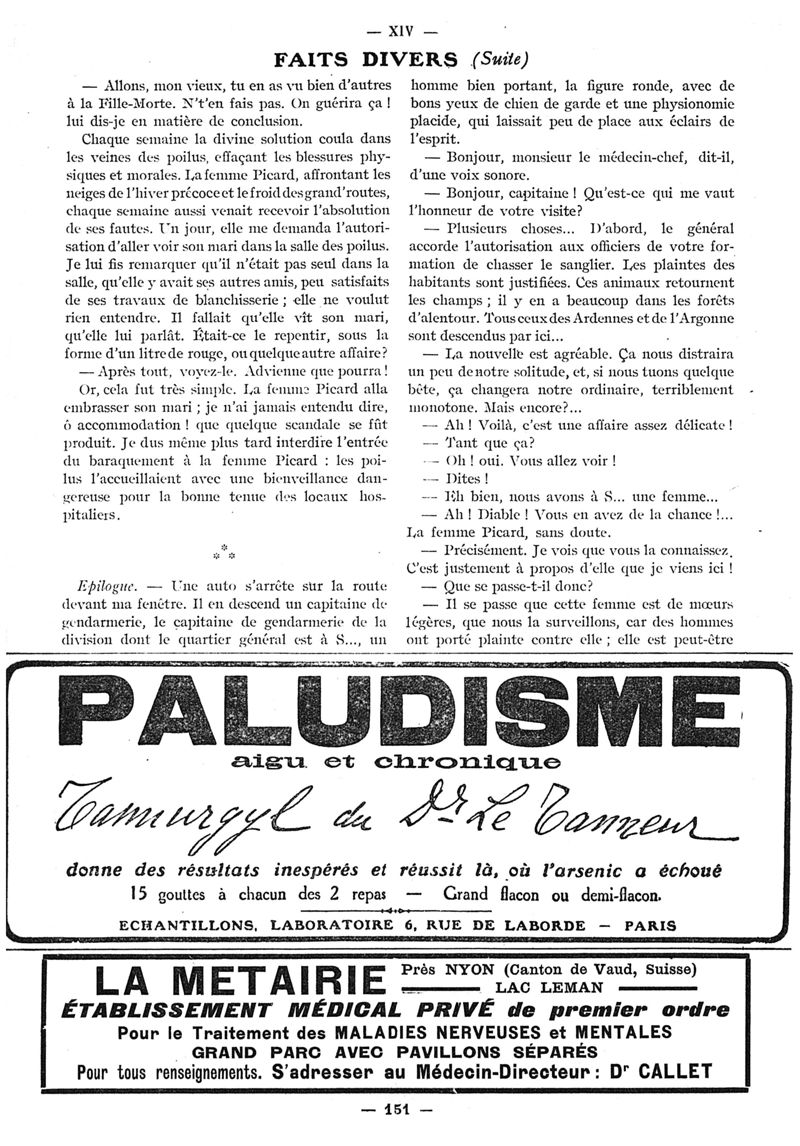 — XIV —
FAITS DIVERS (Suite)
— Allons, mon vieux, tu en as vu bien d'autres
à la Fille-Morte. N't'en fais pas. On guérira ça !
lui dis-je en matière de conclusion.
Chaque semaine la divine solution coula dans
les veines des poilus, effaçant les blessures phy-
siques et morales. La femme Picard, affrontant les
neiges de l'hiver précoce et le froid des grand'routes,
chaque semaine aussi venait recevoir l'absolution
de ses fautes. Un jour, elle me demanda l'autori-
sation d'aller voir son mari dans la salle des poilus.
Je lui fis remarquer qu'il n'était pas seul dans la
salle, qu'elle y avait ses autres amis, peu satisfaits
de ses travaux de blanchisserie ; elle ne voulut
rien entendre. Il fallait qu'elle vît son mari,
qu'elle lui parlât. Était-ce le repentir, sous la
forme d'un litre de rouge, ou quelque autre affaire?
— Après tout, voyez-le. Advienne que pourra !
Or, cela fut très simple. La femme Picard alla
embrasser son mari ; je n'ai jamais entendu dire,
ô accommodation ! que quelque scandale se fût
produit. Je dus même plus tard interdire l'entrée
du baraquement à la femme Picard : les poi-
lus l'accueillaient avec une bienveillance dan-
gereuse pour la bonne tenue des locaux hos-
pitaliers.
*
* *
Epilogue. — Une auto s'arrête sur la route
devant ma fenêtre. Il en descend un capitaine de
gendarmerie, le capitaine de gendarmerie de la
division dont le quartier général est à S..., un
homme bien portant, la figure ronde, avec de
bons yeux de chien de garde et une physionomie
placide, qui laissait peu de place aux éclairs de
l'esprit.
— Bonjour, monsieur le médecin-chef, dit-il,
d'une voix sonore.
— Bonjour, capitaine ! Qu'est-ce qui me vaut
l'honneur de votre visite?
— Plusieurs choses... D'abord, le général
accorde l'autorisation aux officiers de votre for-
mation de chasser le sanglier. Les plaintes des
habitants sont justifiées. Ces animaux retournent
les champs ; il y en a beaucoup dans les forêts
d'alentour. Tous ceux des Ardennes et de l'Argonne
sont descendus par ici...
— La nouvelle est agréable. Ça nous distraira
un peu de notre solitude, et, si nous tuons quelque
bête, ça changera notre ordinaire, terriblement
monotone. Mais encore?...
— Ah ! Voilà, c'est une affaire assez délicate !
— Tant que ça?
— Oh ! oui. Vous allez voir !
— Dites !
— Eh bien, nous avons à S... une femme...
— Ah ! Diable ! Vous en avez de la chance !...
La femme Picard, sans doute.
— Précisément. Je vois que vous la connaissez.
C'est justement à propos d'elle que je viens ici !
— Que se passe-t-il donc?
— Il se passe que cette femme est de mœurs
légères, que nous la surveillons, car des hommes
ont porté plainte contre elle ; elle est peut-être
PALUDISME
aigu et chronique
Tannurgyl du Dr Le Tanneur
donne des résultats inespérés et réussit là, où l'arsenic a échoué
15 gouttes à chacun des 2 repas — Grand flacon ou demi-flacon.
ECHANTILLONS, LABORATOIRE 6, RUE DE LABORDE — PARIS
LA METAIRIE Près NYON (Canton de Vaud, Suisse)
LAC LEMAN
ÉTABLISSEMENT MÉDICAL PRIVÉ de premier ordre
Pour le Traitement des MALADIES NERVEUSES et MENTALES
GRAND PARC AVEC PAVILLONS SÉPARÉS
Pour tous renseignements. S'adresser au Médecin-Directeur : Dr CALLET
— 151 —